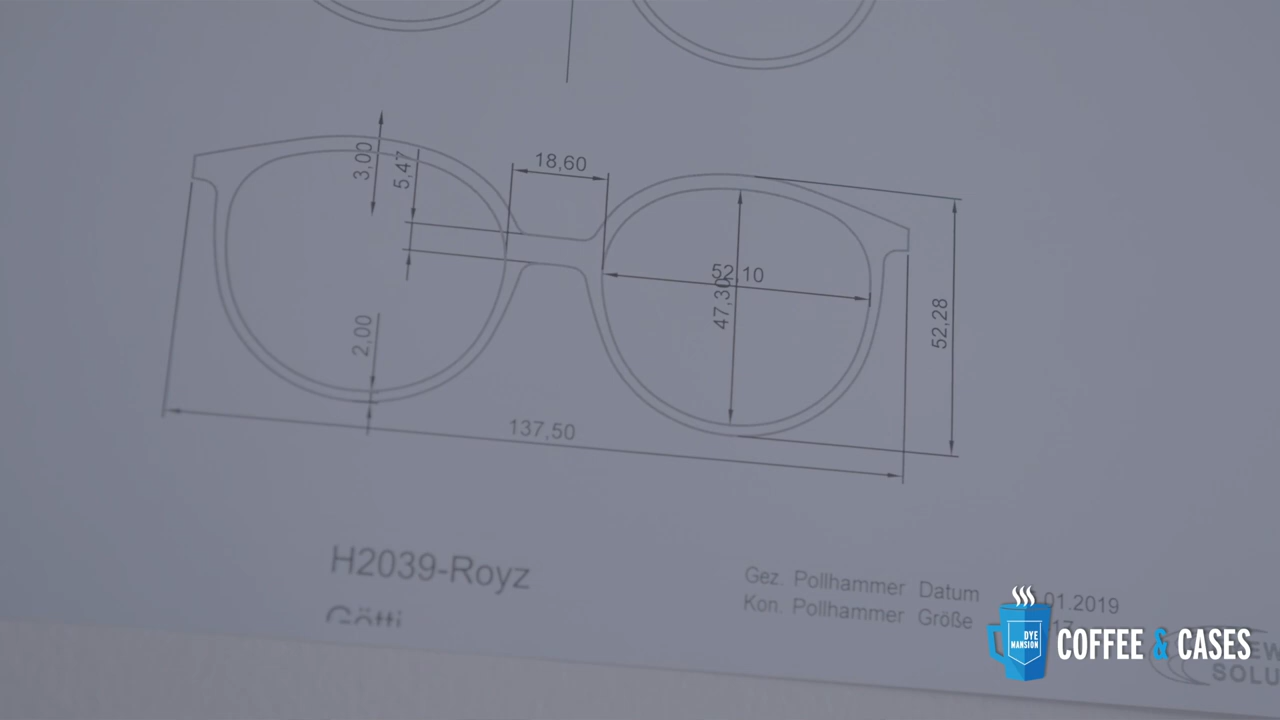 3,00
5,47
18,60
52,10
47,30
52,28
2,00
137,50
H2039-Royz
Götti
Gez. Pollhammer Datum 01.2019
Kon. Pollhammer Größe
DYE
MANSION
COFFEE & CASES